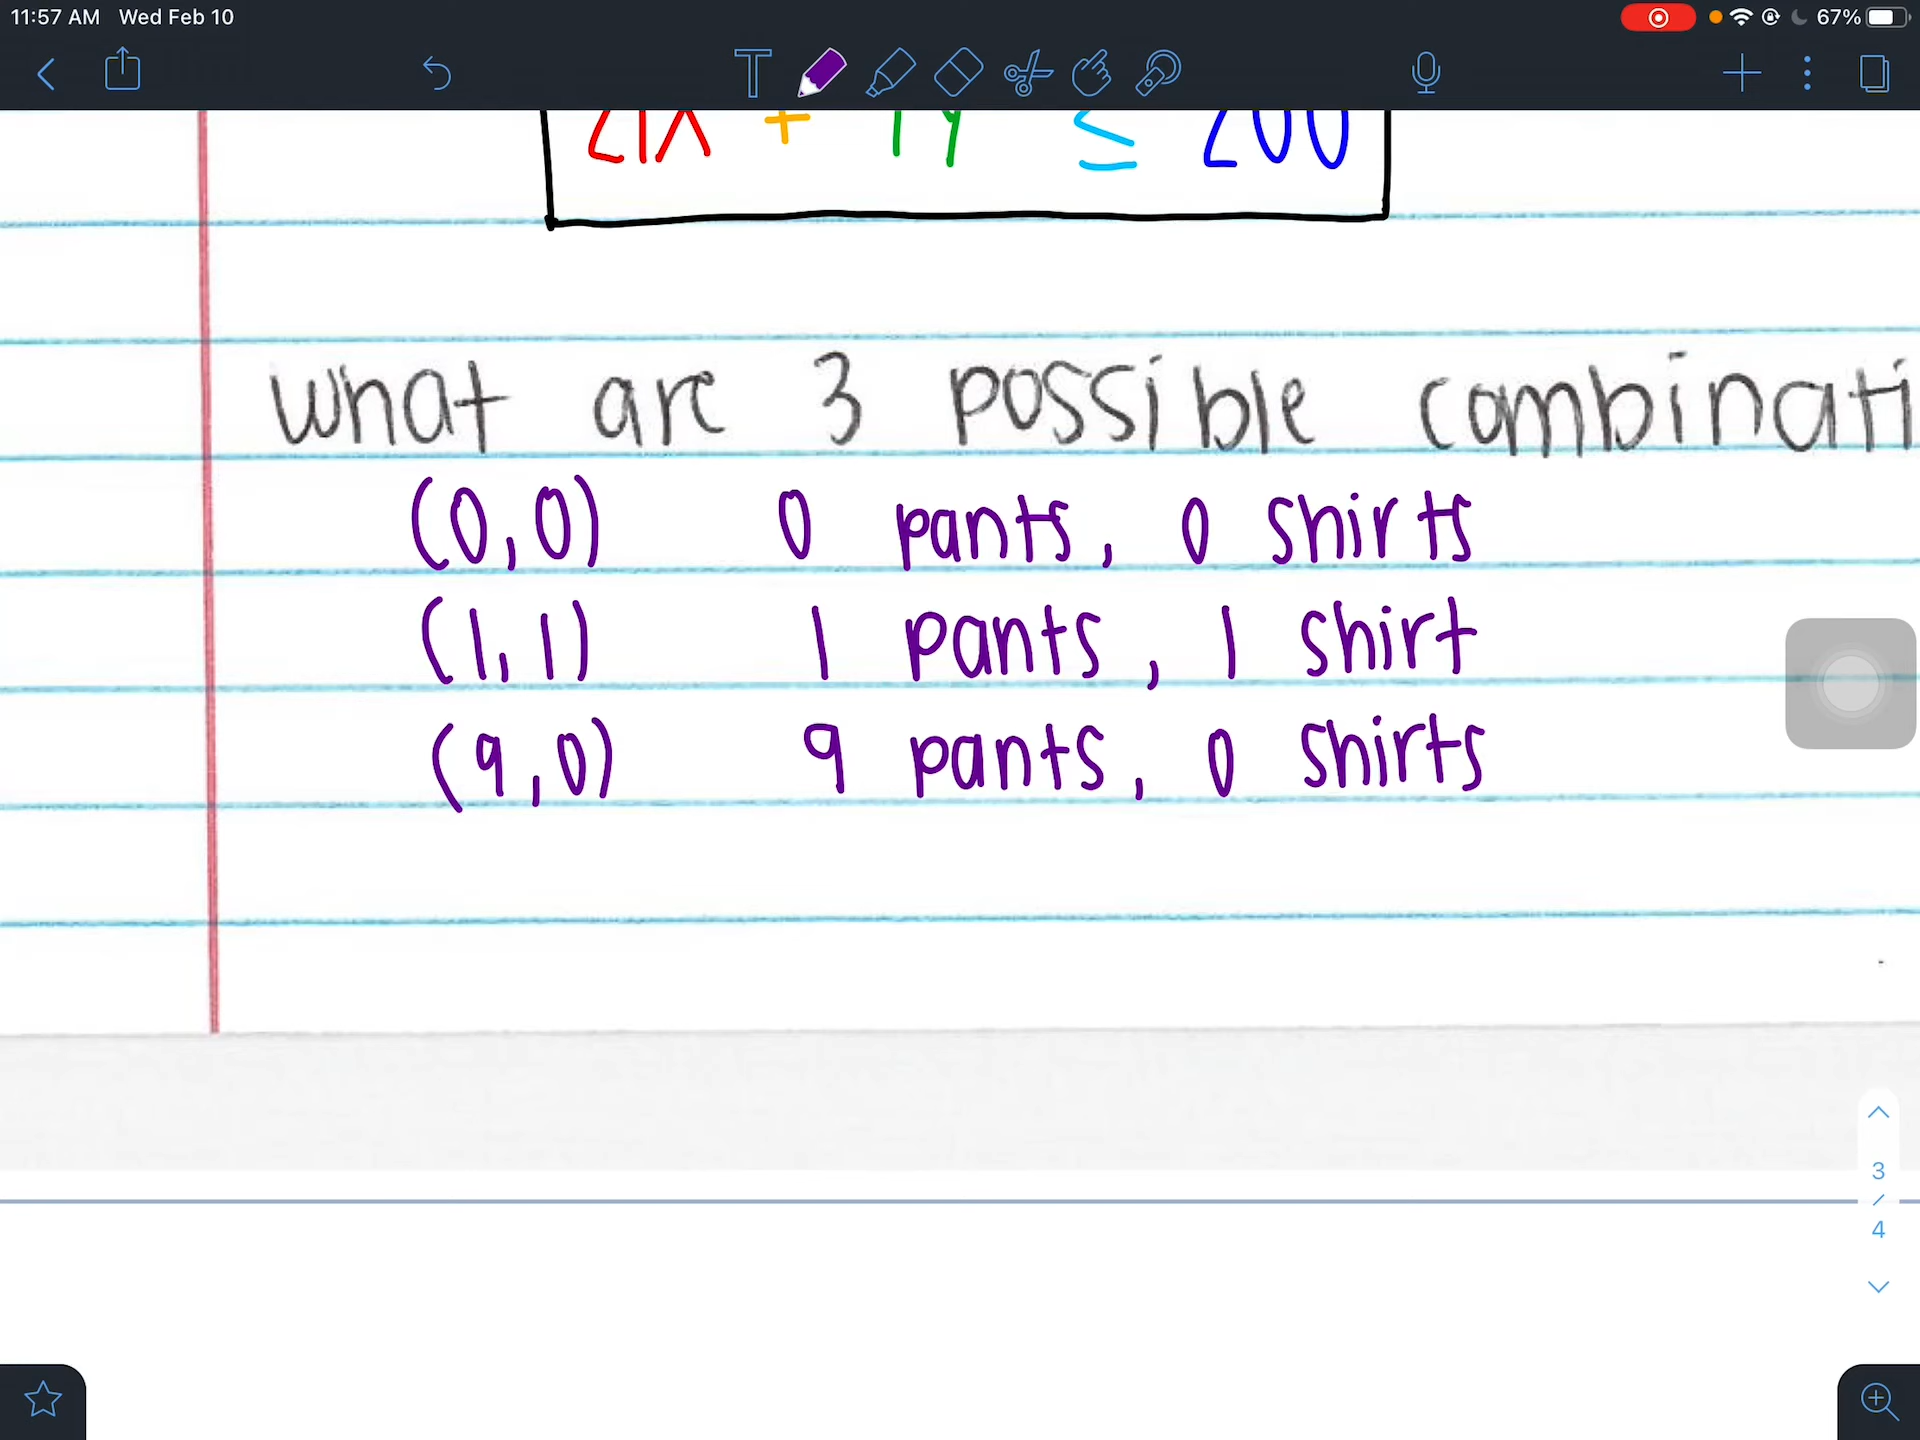 11:57 AM Wed Feb 10 67%
T
+ ≤ 200
what are 3 possible combinati
(0,0) 0 pants, 0 shirts
(1,1) 1 pants, 1 shirt
(9,0) 9 pants, 0 shirts
3
/
4